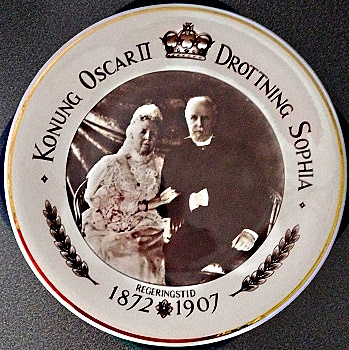 KONUNG OSCAR II
DROTTNING SOPHIA
REGERINGSTID
1872 1907